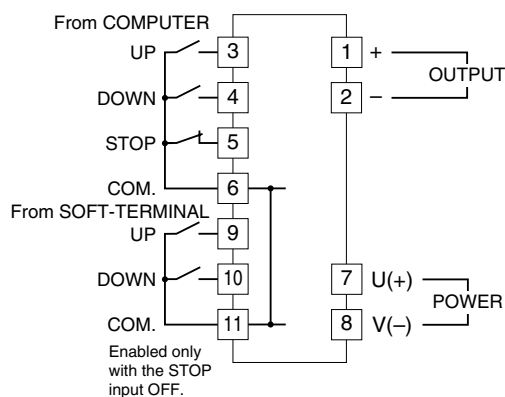 From COMPUTER
UP 3
DOWN 4
STOP 5
COM. 6
From SOFT-TERMINAL
UP 9
DOWN 10
COM. 11
Enabled only
with the STOP
input OFF.
1 +
OUTPUT
2 –
7 U(+)
POWER
8 V(–)